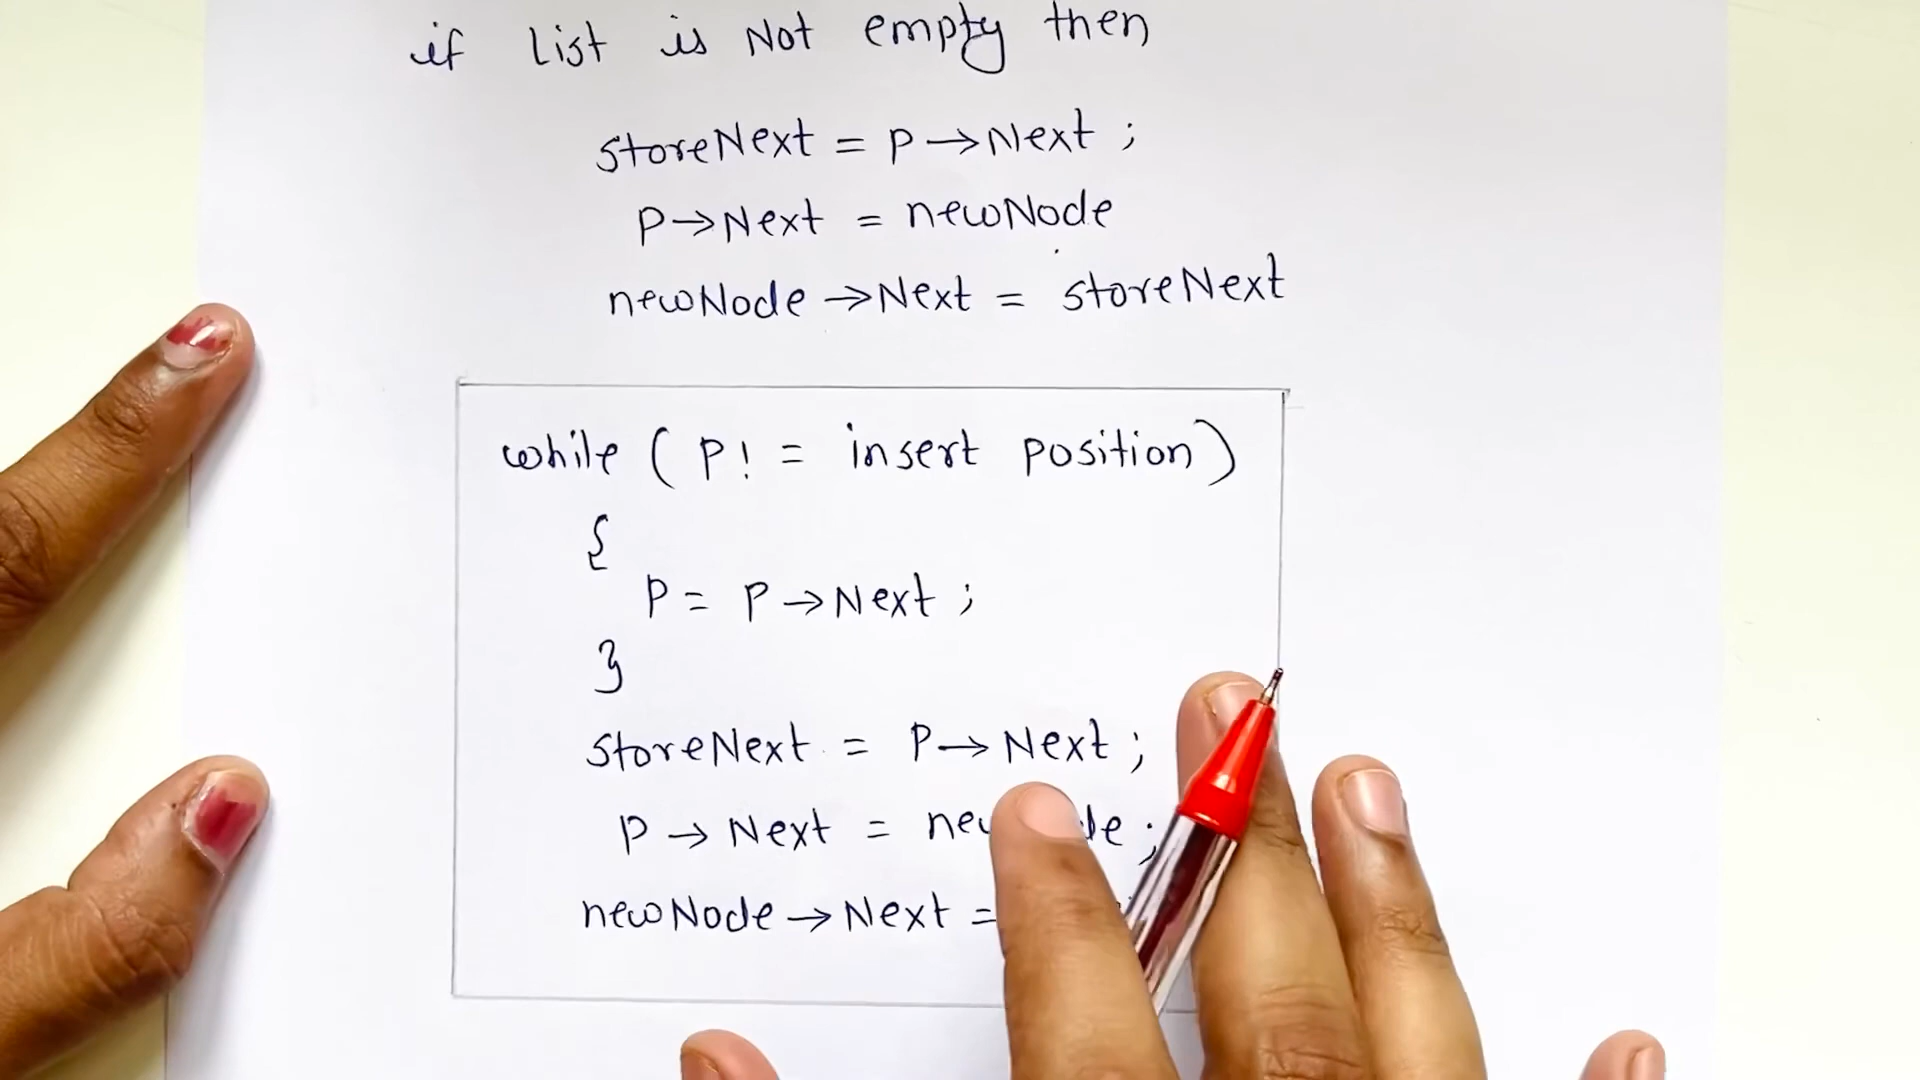 if List is Not empty then
storeNext = P→Next ;
P→Next = newNode
newNode →Next = storeNext
while ( P! = insert position)
{
P = P→Next ;
}
storeNext = P→Next ;
P → Next = ;
newNode → Next =